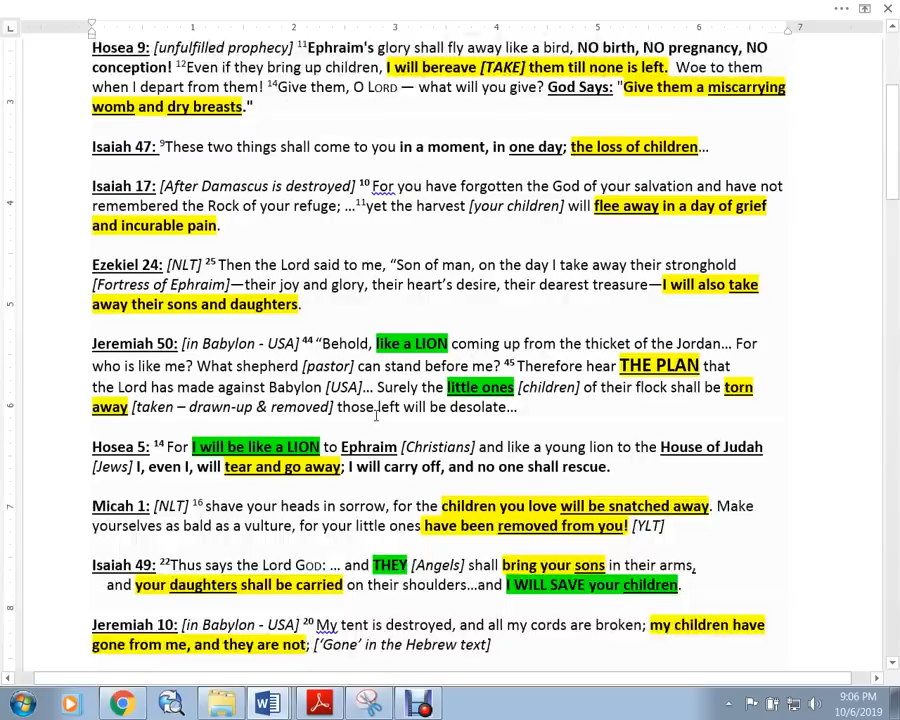 Hosea 9: [unfulfilled prophecy] 11Ephraim's glory shall fly away like a bird, NO birth, NO pregnancy, NO
conception! 12Even if they bring up children, I will bereave [TAKE] them till none is left. Woe to them
when I depart from them! 14Give them, O LORD — what will you give? God Says: "Give them a miscarrying
womb and dry breasts."
Isaiah 47: 9These two things shall come to you in a moment, in one day; the loss of children…
Isaiah 17: [After Damascus is destroyed] 10 For you have forgotten the God of your salvation and have not
remembered the Rock of your refuge; …11yet the harvest [your children] will flee away in a day of grief
and incurable pain.
Ezekiel 24: [NLT] 25 Then the Lord said to me, “Son of man, on the day I take away their stronghold
[Fortress of Ephraim]—their joy and glory, their heart’s desire, their dearest treasure—I will also take
away their sons and daughters.
Jeremiah 50: [in Babylon - USA] 44 “Behold, like a LION coming up from the thicket of the Jordan… For
who is like me? What shepherd [pastor] can stand before me? 45 Therefore hear THE PLAN that
the Lord has made against Babylon [USA]… Surely the little ones [children] of their flock shall be torn
away [taken – drawn-up & removed] those left will be desolate…
Hosea 5: 14 For I will be like a LION to Ephraim [Christians] and like a young lion to the House of Judah
[Jews] I, even I, will tear and go away; I will carry off, and no one shall rescue.
Micah 1: [NLT] 16 shave your heads in sorrow, for the children you love will be snatched away. Make
yourselves as bald as a vulture, for your little ones have been removed from you! [YLT]
Isaiah 49: 22Thus says the Lord GOD: … and THEY [Angels] shall bring your sons in their arms,
and your daughters shall be carried on their shoulders…and I WILL SAVE your children.
Jeremiah 10: [in Babylon - USA] 20 My tent is destroyed, and all my cords are broken; my children have
gone from me, and they are not; [‘Gone’ in the Hebrew text]
1 2 3 4 5 6 7
3
4
5
6
7
8
9:06 PM
10/6/2019